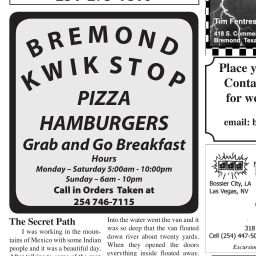 BREMOND
KWIK STOP
PIZZA
HAMBURGERS
Grab and Go Breakfast
Hours
Monday – Saturday 5:00am - 10:00pm
Sunday – 6am - 10pm
Call in Orders Taken at
254 746-7115
The Secret Path
I was working in the moun-
tains of Mexico with some Indian
people and it was a beautiful day.
Into the water went the van and it
was so deep that the van floated
down river about twenty yards.
When they opened the doors
everything inside floated away.
Tim Fentres
418 S. Comme
Bremond, Texa
Place y
Conta
for wo
email: b
Bossier City, LA
Las Vegas, NV
318
Cell (254) 447-50
Excursion